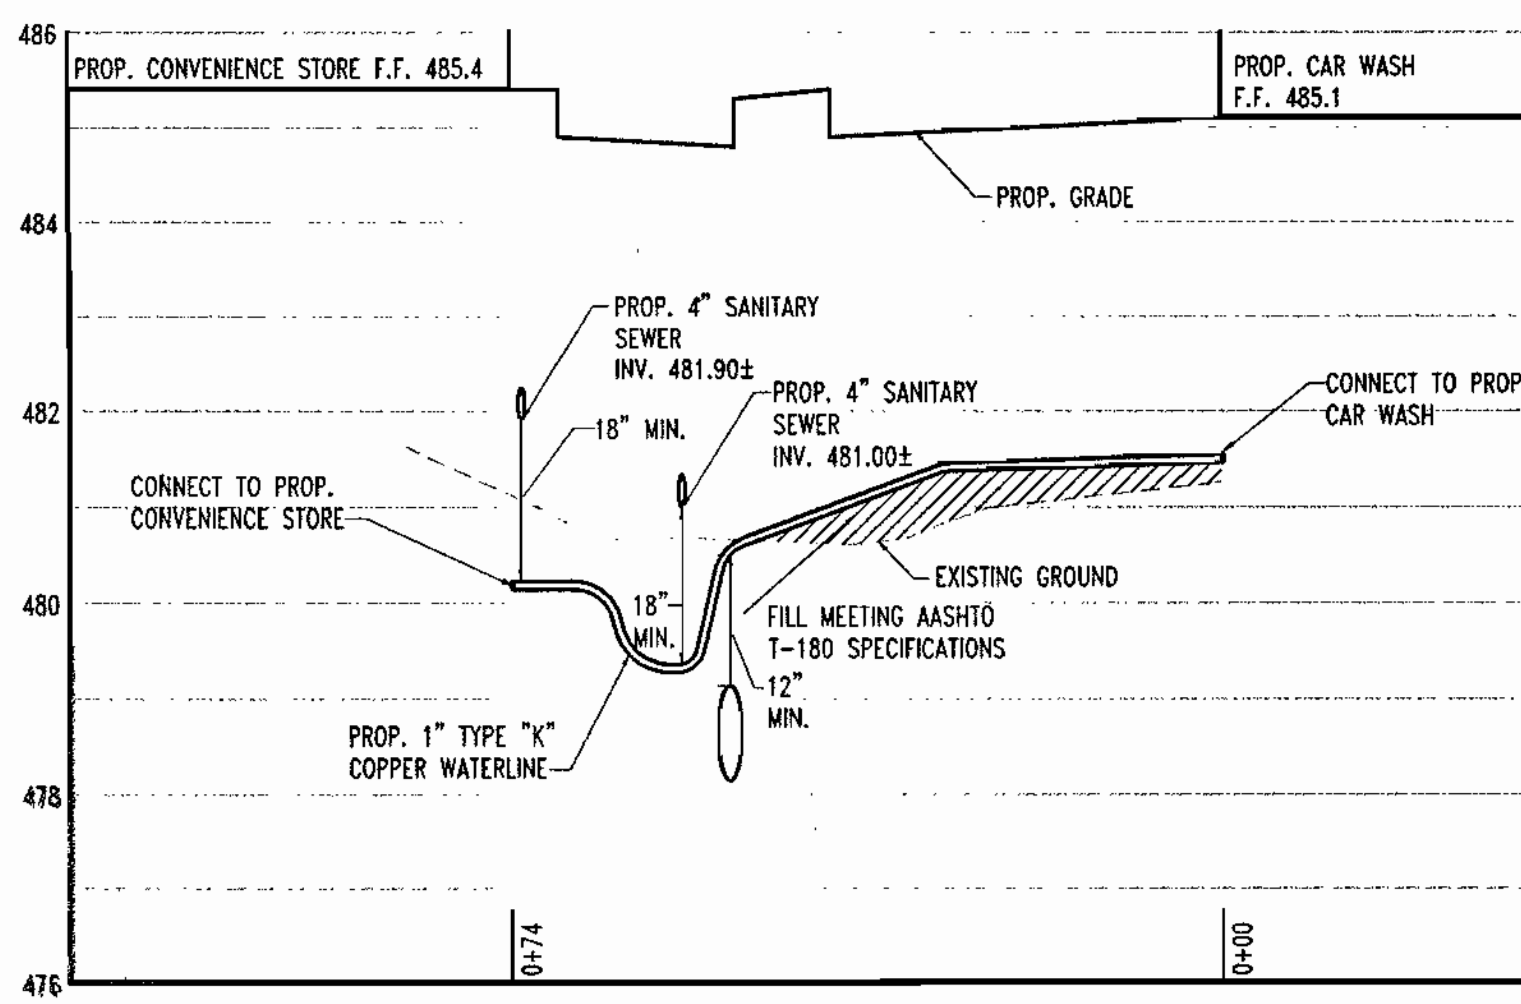 486
PROP. CONVENIENCE STORE F.F. 485.4
PROP. CAR WASH
F.F. 485.1
PROP. GRADE
484
PROP. 4" SANITARY
SEWER
INV. 481.90±
18" MIN.
PROP. 4" SANITARY
SEWER
INV. 481.00±
CONNECT TO PROP
CAR WASH
482
CONNECT TO PROP.
CONVENIENCE STORE
EXISTING GROUND
480
18"
MIN.
FILL MEETING AASHTO
T-180 SPECIFICATIONS
12"
MIN.
PROP. 1" TYPE "K"
COPPER WATERLINE
478
0+74
0+00
476